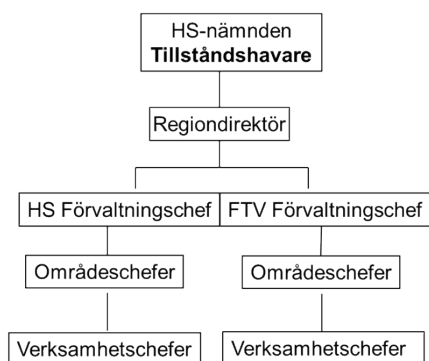 HS-nämnden
Tillståndshavare
Regiondirektör
HS Förvaltningschef
FTV Förvaltningschef
Områdeschefer
Områdeschefer
Verksamhetschefer
Verksamhetschefer